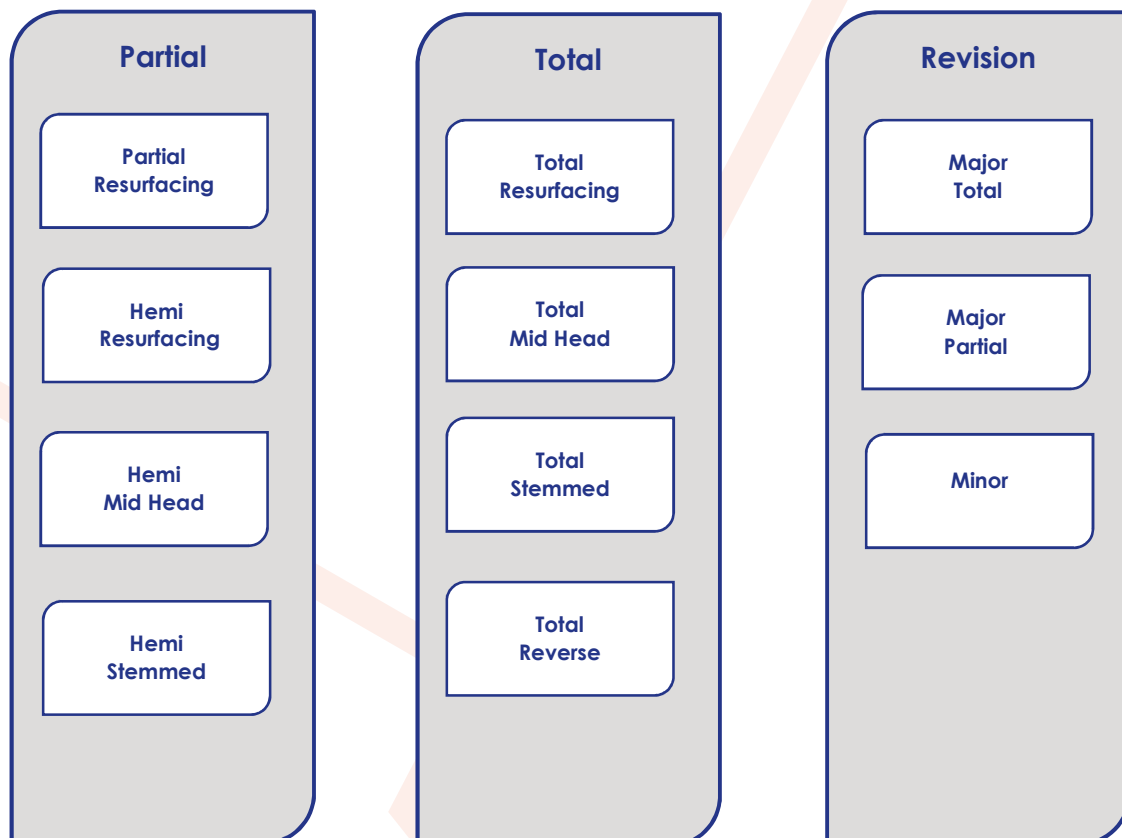 Partial
Partial
Resurfacing
Hemi
Resurfacing
Hemi
Mid Head
Hemi
Stemmed
Total
Total
Resurfacing
Total
Mid Head
Total
Stemmed
Total
Reverse
Revision
Major
Total
Major
Partial
Minor